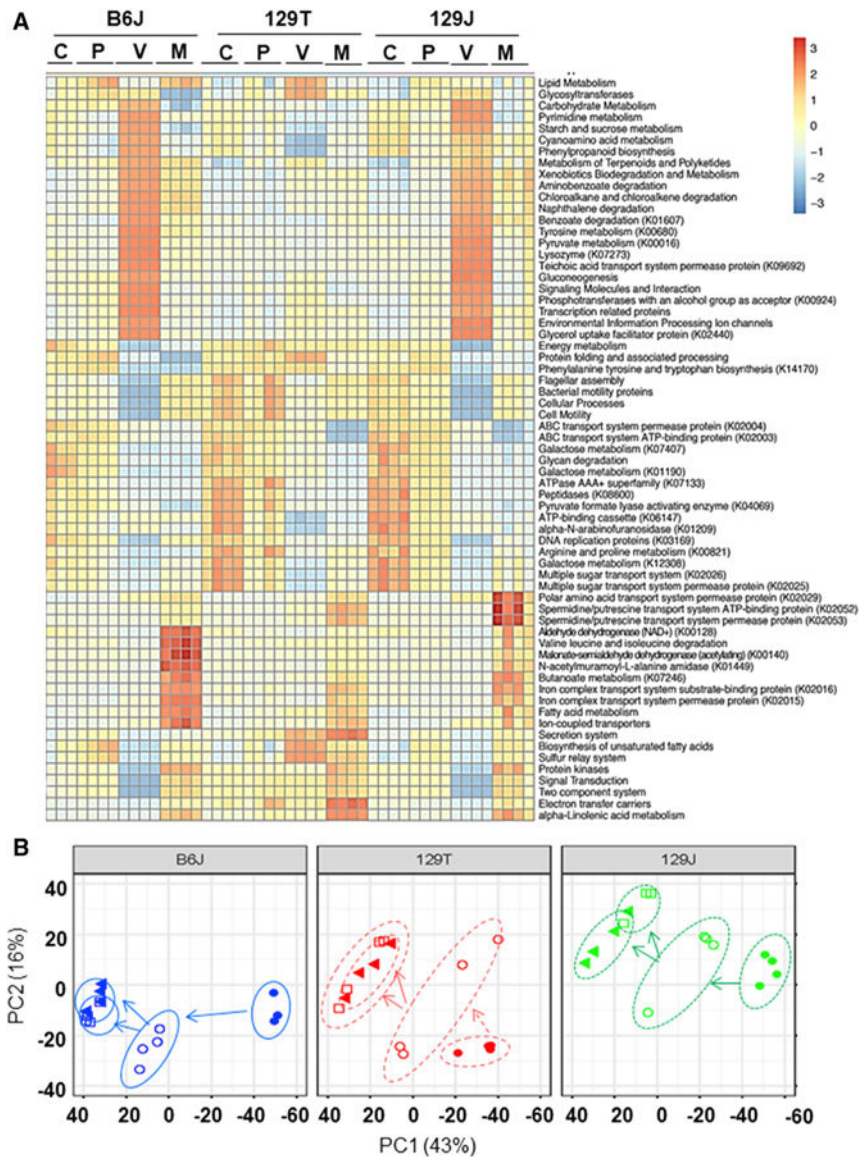 A
B6J 129T 129J
C P V M C P V M C P V M
3
2
1
0
−1
−2
−3
Lipid Metabolism
Glycosyltransferases
Carbohydrate Metabolism
Pyrimidine metabolism
Starch and sucrose metabolism
Cyanoamino acid metabolism
Phenylpropanoid biosynthesis
Metabolism of Terpenoids and Polyketides
Xenobiotics Biodegradation and Metabolism
Aminobenzoate degradation
Chloroalkane and chloroalkene degradation
Naphthalene degradation
Benzoate degradation (K01607)
Tyrosine metabolism (K00680)
Pyruvate metabolism (K00016)
Lysozyme (K07273)
Teichoic acid transport system permease protein (K09692)
Gluconeogenesis
Signaling Molecules and Interaction
Phosphotransferases with an alcohol group as acceptor (K00924)
Transcription related proteins
Environmental Information Processing Ion channels
Glycerol uptake facilitator protein (K02440)
Energy metabolism
Protein folding and associated processing
Phenylalanine tyrosine and tryptophan biosynthesis (K14170)
Flagellar assembly
Bacterial motility proteins
Cellular Processes
Cell Motility
ABC transport system permease protein (K02004)
ABC transport system ATP-binding protein (K02003)
Galactose metabolism (K07407)
Glycan degradation
Galactose metabolism (K01190)
ATPase AAA+ superfamily (K07133)
Peptidases (K08600)
Pyruvate formate lyase activating enzyme (K04069)
ATP-binding cassette (K06147)
alpha-N-arabinofuranosidase (K01209)
DNA replication proteins (K03169)
Arginine and proline metabolism (K00821)
Galactose metabolism (K12308)
Multiple sugar transport system (K02026)
Multiple sugar transport system permease protein (K02025)
Polar amino acid transport system permease protein (K02029)
Spermidine/putrescine transport system ATP-binding protein (K02052)
Spermidine/putrescine transport system permease protein (K02053)
Aldehyde dehydrogenase (NAD+) (K00128)
Valine leucine and isoleucine degradation
Malonate-semialdehyde dehydrogenase (acetylating) (K00140)
N-acetylmuramoyl-L-alanine amidase (K01449)
Butanoate metabolism (K07246)
Iron complex transport system substrate-binding protein (K02016)
Iron complex transport system permease protein (K02015)
Fatty acid metabolism
Ion-coupled transporters
Secretion system
Biosynthesis of unsaturated fatty acids
Sulfur relay system
Protein kinases
Signal Transduction
Two component system
Electron transfer carriers
alpha-Linolenic acid metabolism
B
B6J 129T 129J
40
20
0
-20
-40
PC2 (16%)
40 20 0 -20 -40 -60 40 20 0 -20 -40 -60 40 20 0 -20 -40 -60
PC1 (43%)